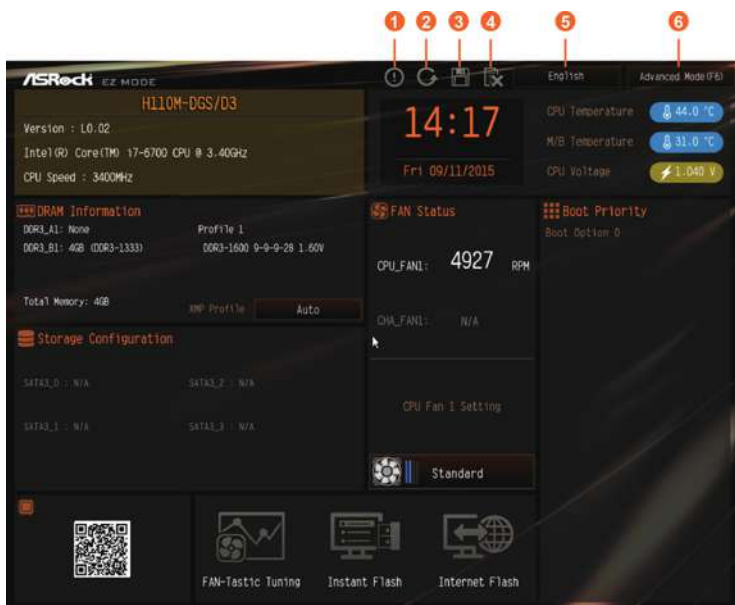 1 2 3 4 5 6
ASRock EZ MODE
English
Advanced Mode(F6)
H110M-DGS/D3
Version : L0.02
Intel(R) Core(TM) i7-6700 CPU @ 3.40GHz
CPU Speed : 3400MHz
14:17
Fri 09/11/2015
CPU Temperature 44.0 °C
M/B Temperature 31.0 °C
CPU Voltage 1.040 V
DRAM Information
DDR3_A1: None
DDR3_B1: 4GB (DDR3-1333)
Profile 1
DDR3-1600 9-9-9-28 1.60V
Total Memory: 4GB
XMP Profile Auto
FAN Status
CPU_FAN1: 4927 RPM
CHA_FAN1: N/A
CPU Fan 1 Setting
Standard
Boot Priority
Boot Option 0
Storage Configuration
SATA3_0 : N/A
SATA3_2 : N/A
SATA3_1 : N/A
SATA3_3 : N/A
FAN-Tastic Tuning
Instant Flash
Internet Flash